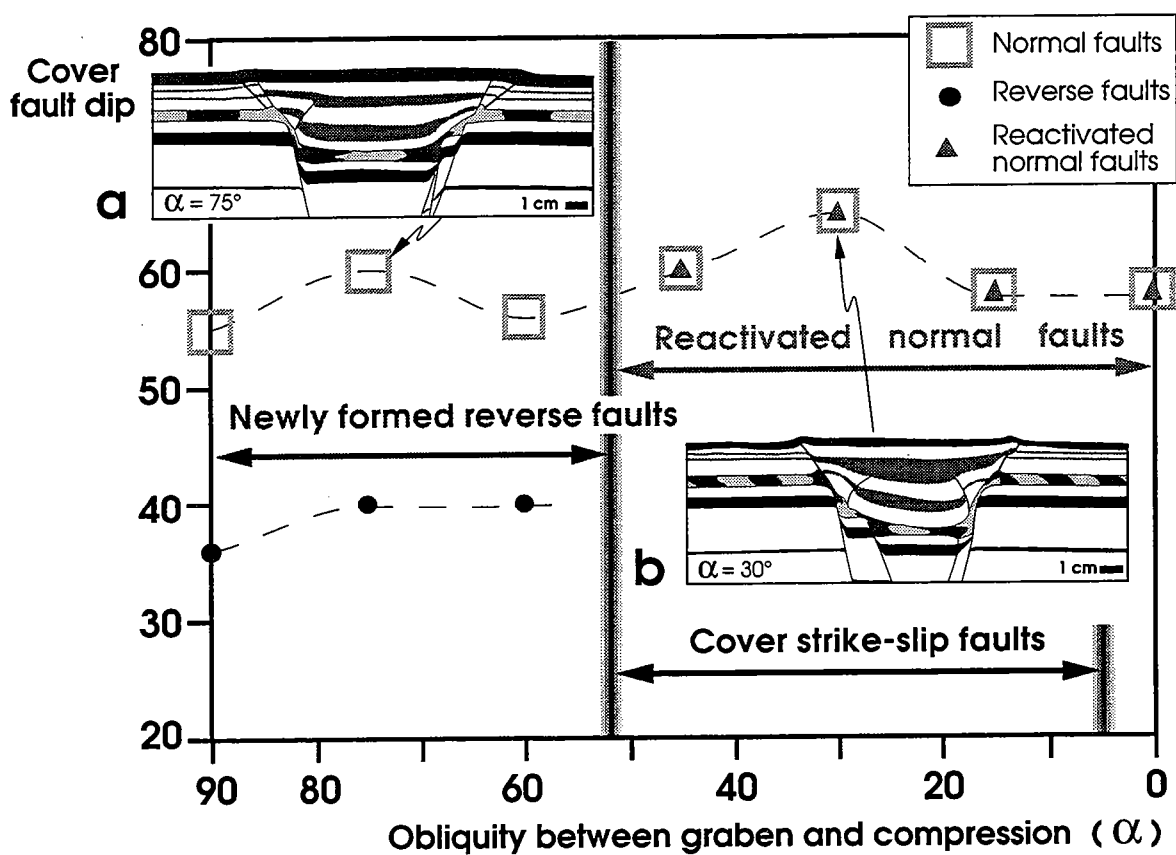 80
Cover
fault dip
Normal faults
Reverse faults
Reactivated
normal faults
a
α = 75°
1 cm
60
50
Reactivated normal faults
Newly formed reverse faults
40
b
α = 30°
1 cm
30
Cover strike-slip faults
20
90 80 60 40 20 0
Obliquity between graben and compression ( α )